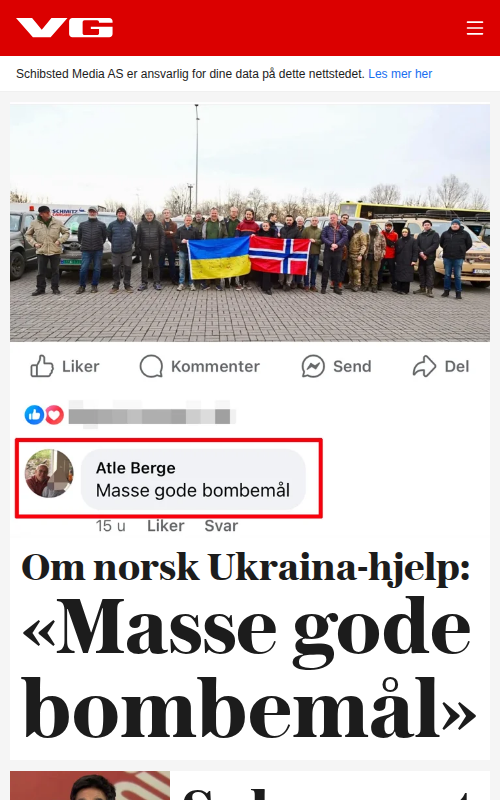 VG
Schibsted Media AS er ansvarlig for dine data på dette nettstedet. Les mer her
Liker Kommenter Send Del
Atle Berge
Masse gode bombemål
15 u Liker Svar
Om norsk Ukraina-hjelp:
«Masse gode
bombemål»